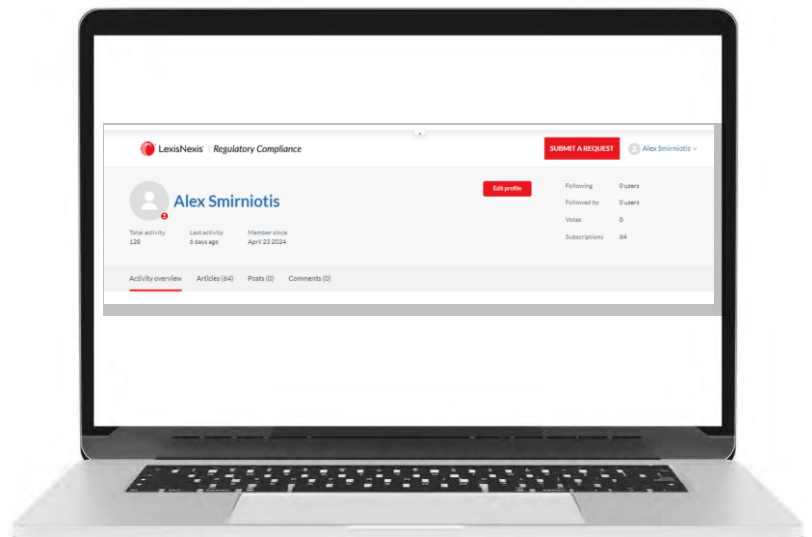 LexisNexis® | Regulatory Compliance
SUBMIT A REQUEST
Alex Smirniotis
Alex Smirniotis
Edit profile
Total activity
128
Last activity
6 days ago
Member since
April 23 2024
Following 0 users
Followed by 0 users
Votes 0
Subscriptions 64
Activity overview Articles (64) Posts (0) Comments (0)